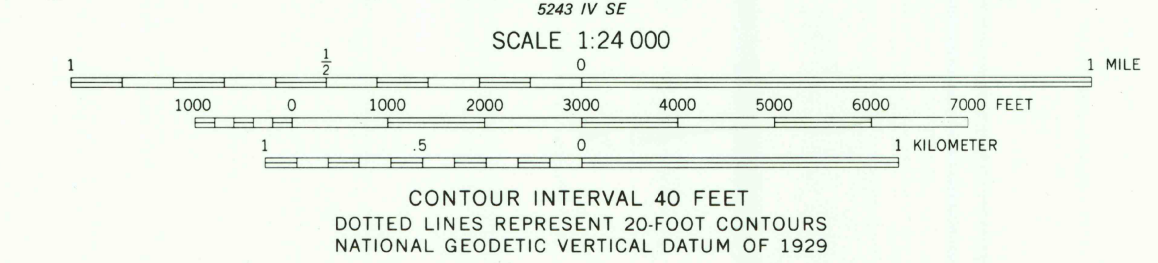 5243 IV SE
SCALE 1:24 000
1 1/2 0 1 MILE
1000 0 1000 2000 3000 4000 5000 6000 7000 FEET
1 .5 0 1 KILOMETER
CONTOUR INTERVAL 40 FEET
DOTTED LINES REPRESENT 20-FOOT CONTOURS
NATIONAL GEODETIC VERTICAL DATUM OF 1929